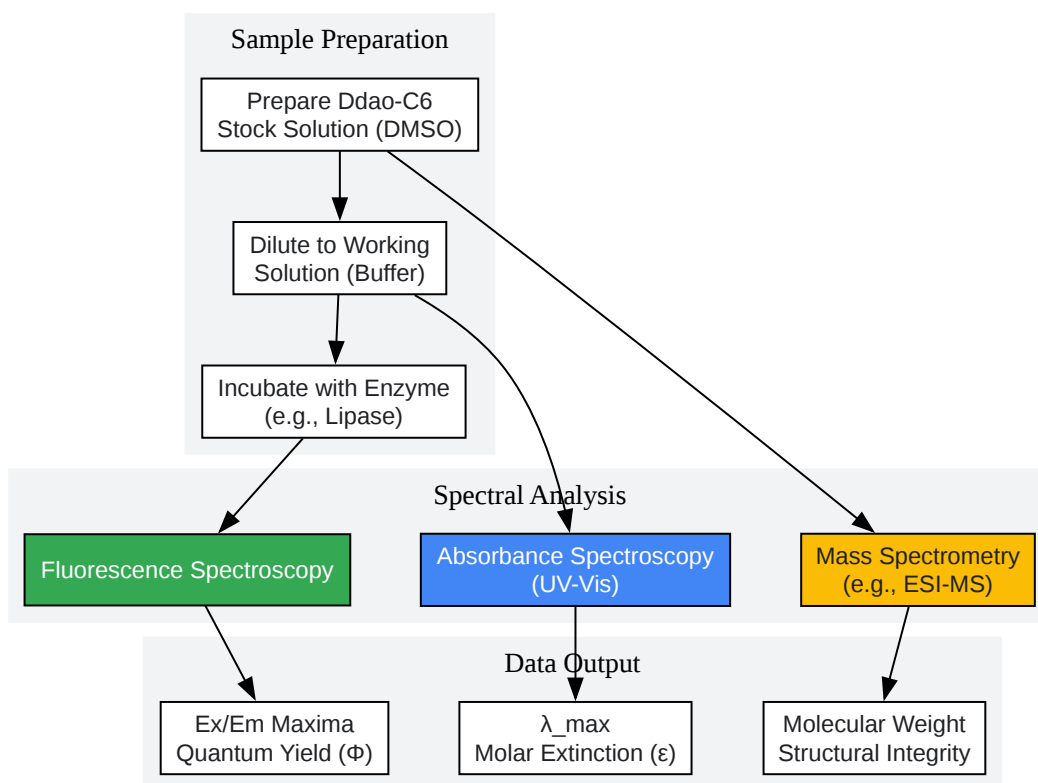 Sample Preparation
Prepare Ddao-C6
Stock Solution (DMSO)
Dilute to Working
Solution (Buffer)
Incubate with Enzyme
(e.g., Lipase)
Spectral Analysis
Fluorescence Spectroscopy
Absorbance Spectroscopy
(UV-Vis)
Mass Spectrometry
(e.g., ESI-MS)
Data Output
Ex/Em Maxima
Quantum Yield (Φ)
λ_max
Molar Extinction (ε)
Molecular Weight
Structural Integrity